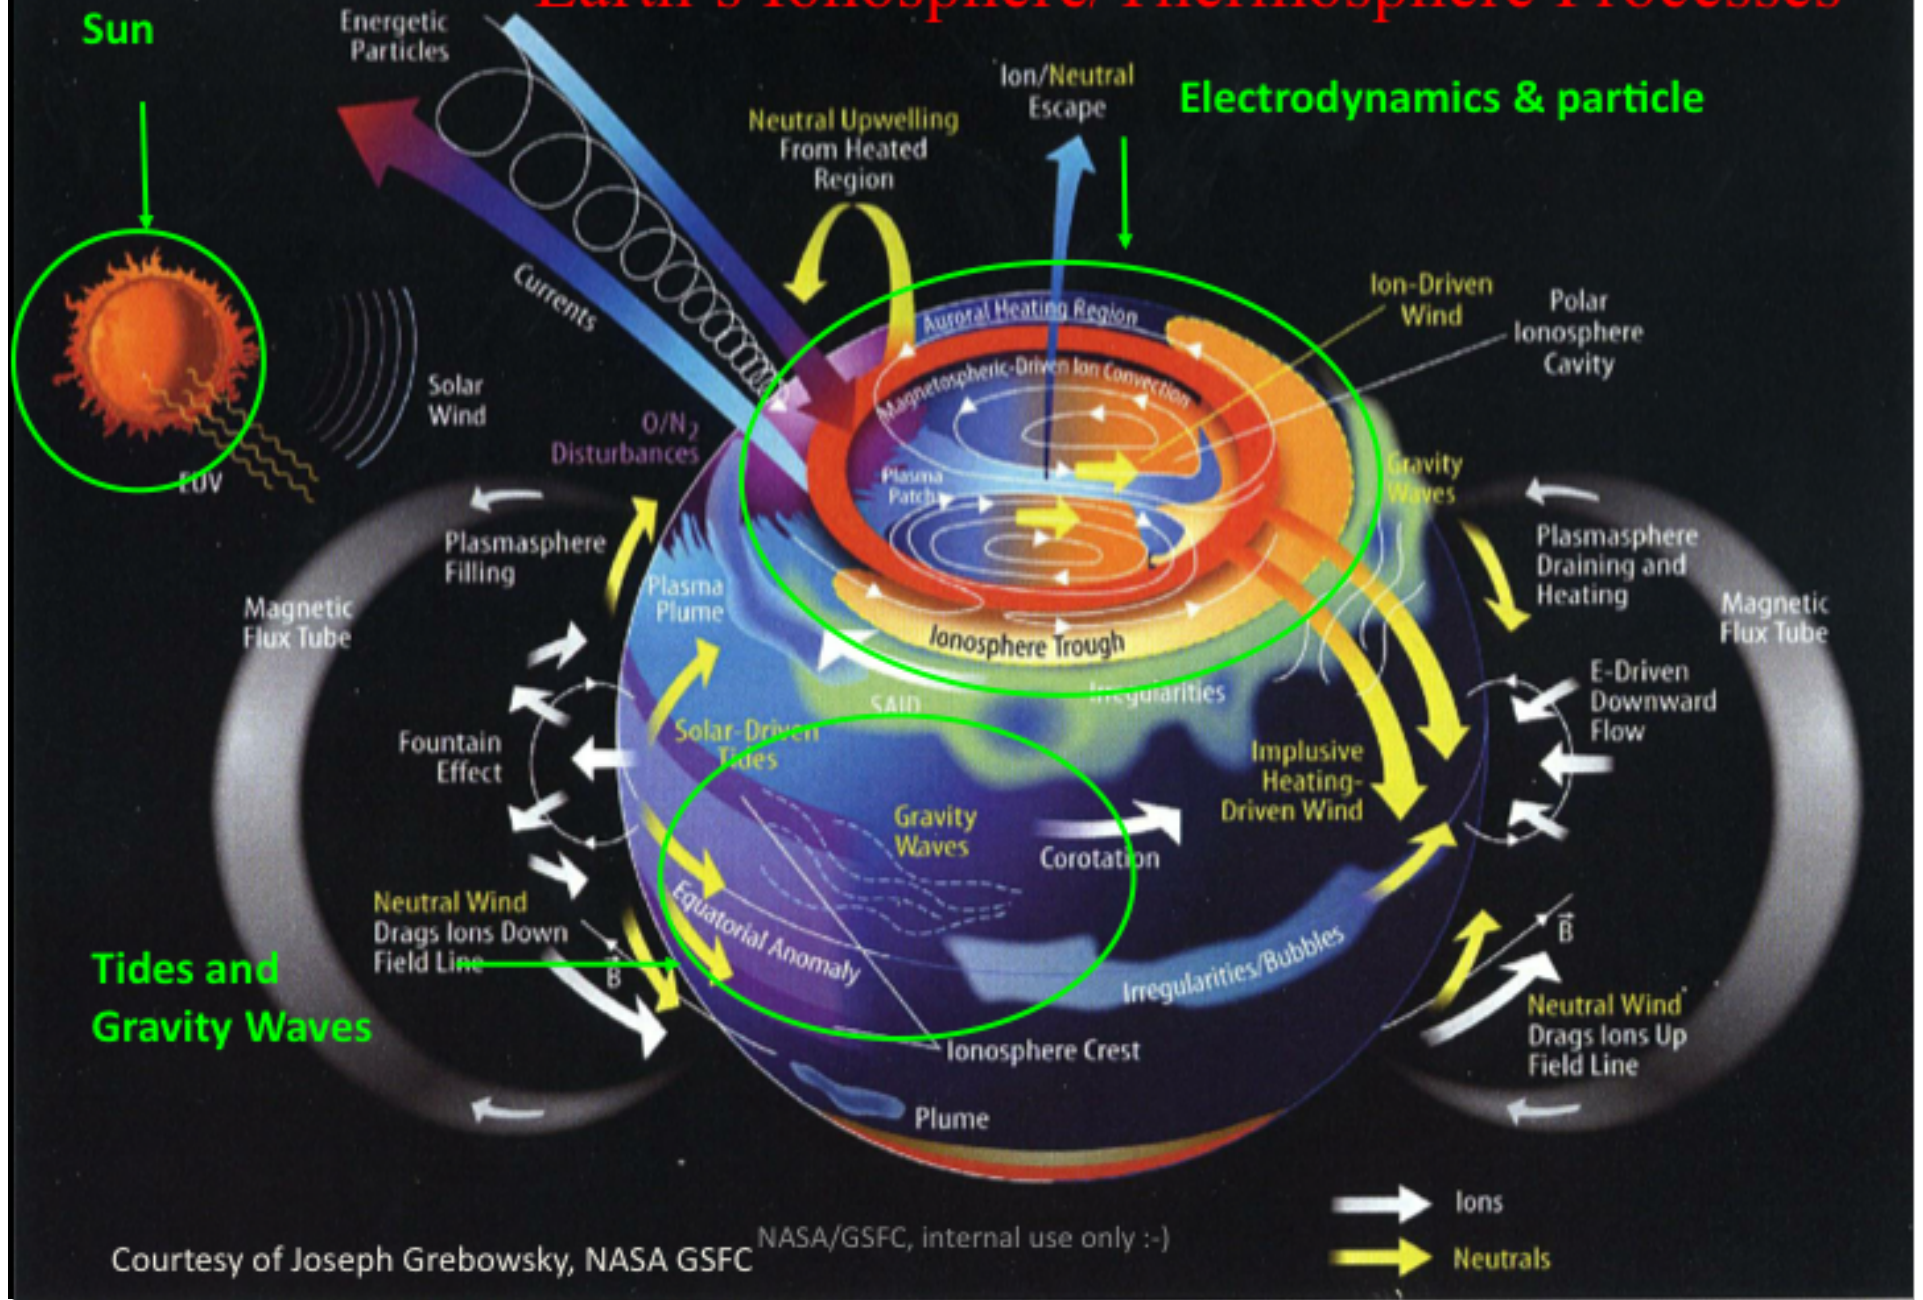 Earth's Ionosphere/Thermosphere Processes
Sun
Energetic
Particles
Ion/Neutral
Escape
Electrodynamics & particle
Neutral Upwelling
From Heated
Region
Currents
Solar
Wind
EUV
Auroral Heating Region
Magnetospheric-Driven Ion Convection
Ion-Driven
Wind
Polar
Ionosphere
Cavity
O/N2
Disturbances
Plasma
Patch
Gravity
Waves
Plasmasphere
Filling
Plasmasphere
Draining and
Heating
Magnetic
Flux Tube
Magnetic
Flux Tube
Plasma
Plume
Ionosphere Trough
SAID
Irregularities
E-Driven
Downward
Flow
Solar-Driven
Tides
Fountain
Effect
Implusive
Heating-
Driven Wind
Gravity
Waves
Corotation
Neutral Wind
Drags Ions Down
Field Line
B
Equatorial Anomaly
Irregularities/Bubbles
B
Tides and
Gravity Waves
Neutral Wind
Drags Ions Up
Field Line
Ionosphere Crest
Plume
Ions
Neutrals
NASA/GSFC, internal use only :-)
Courtesy of Joseph Grebowsky, NASA GSFC